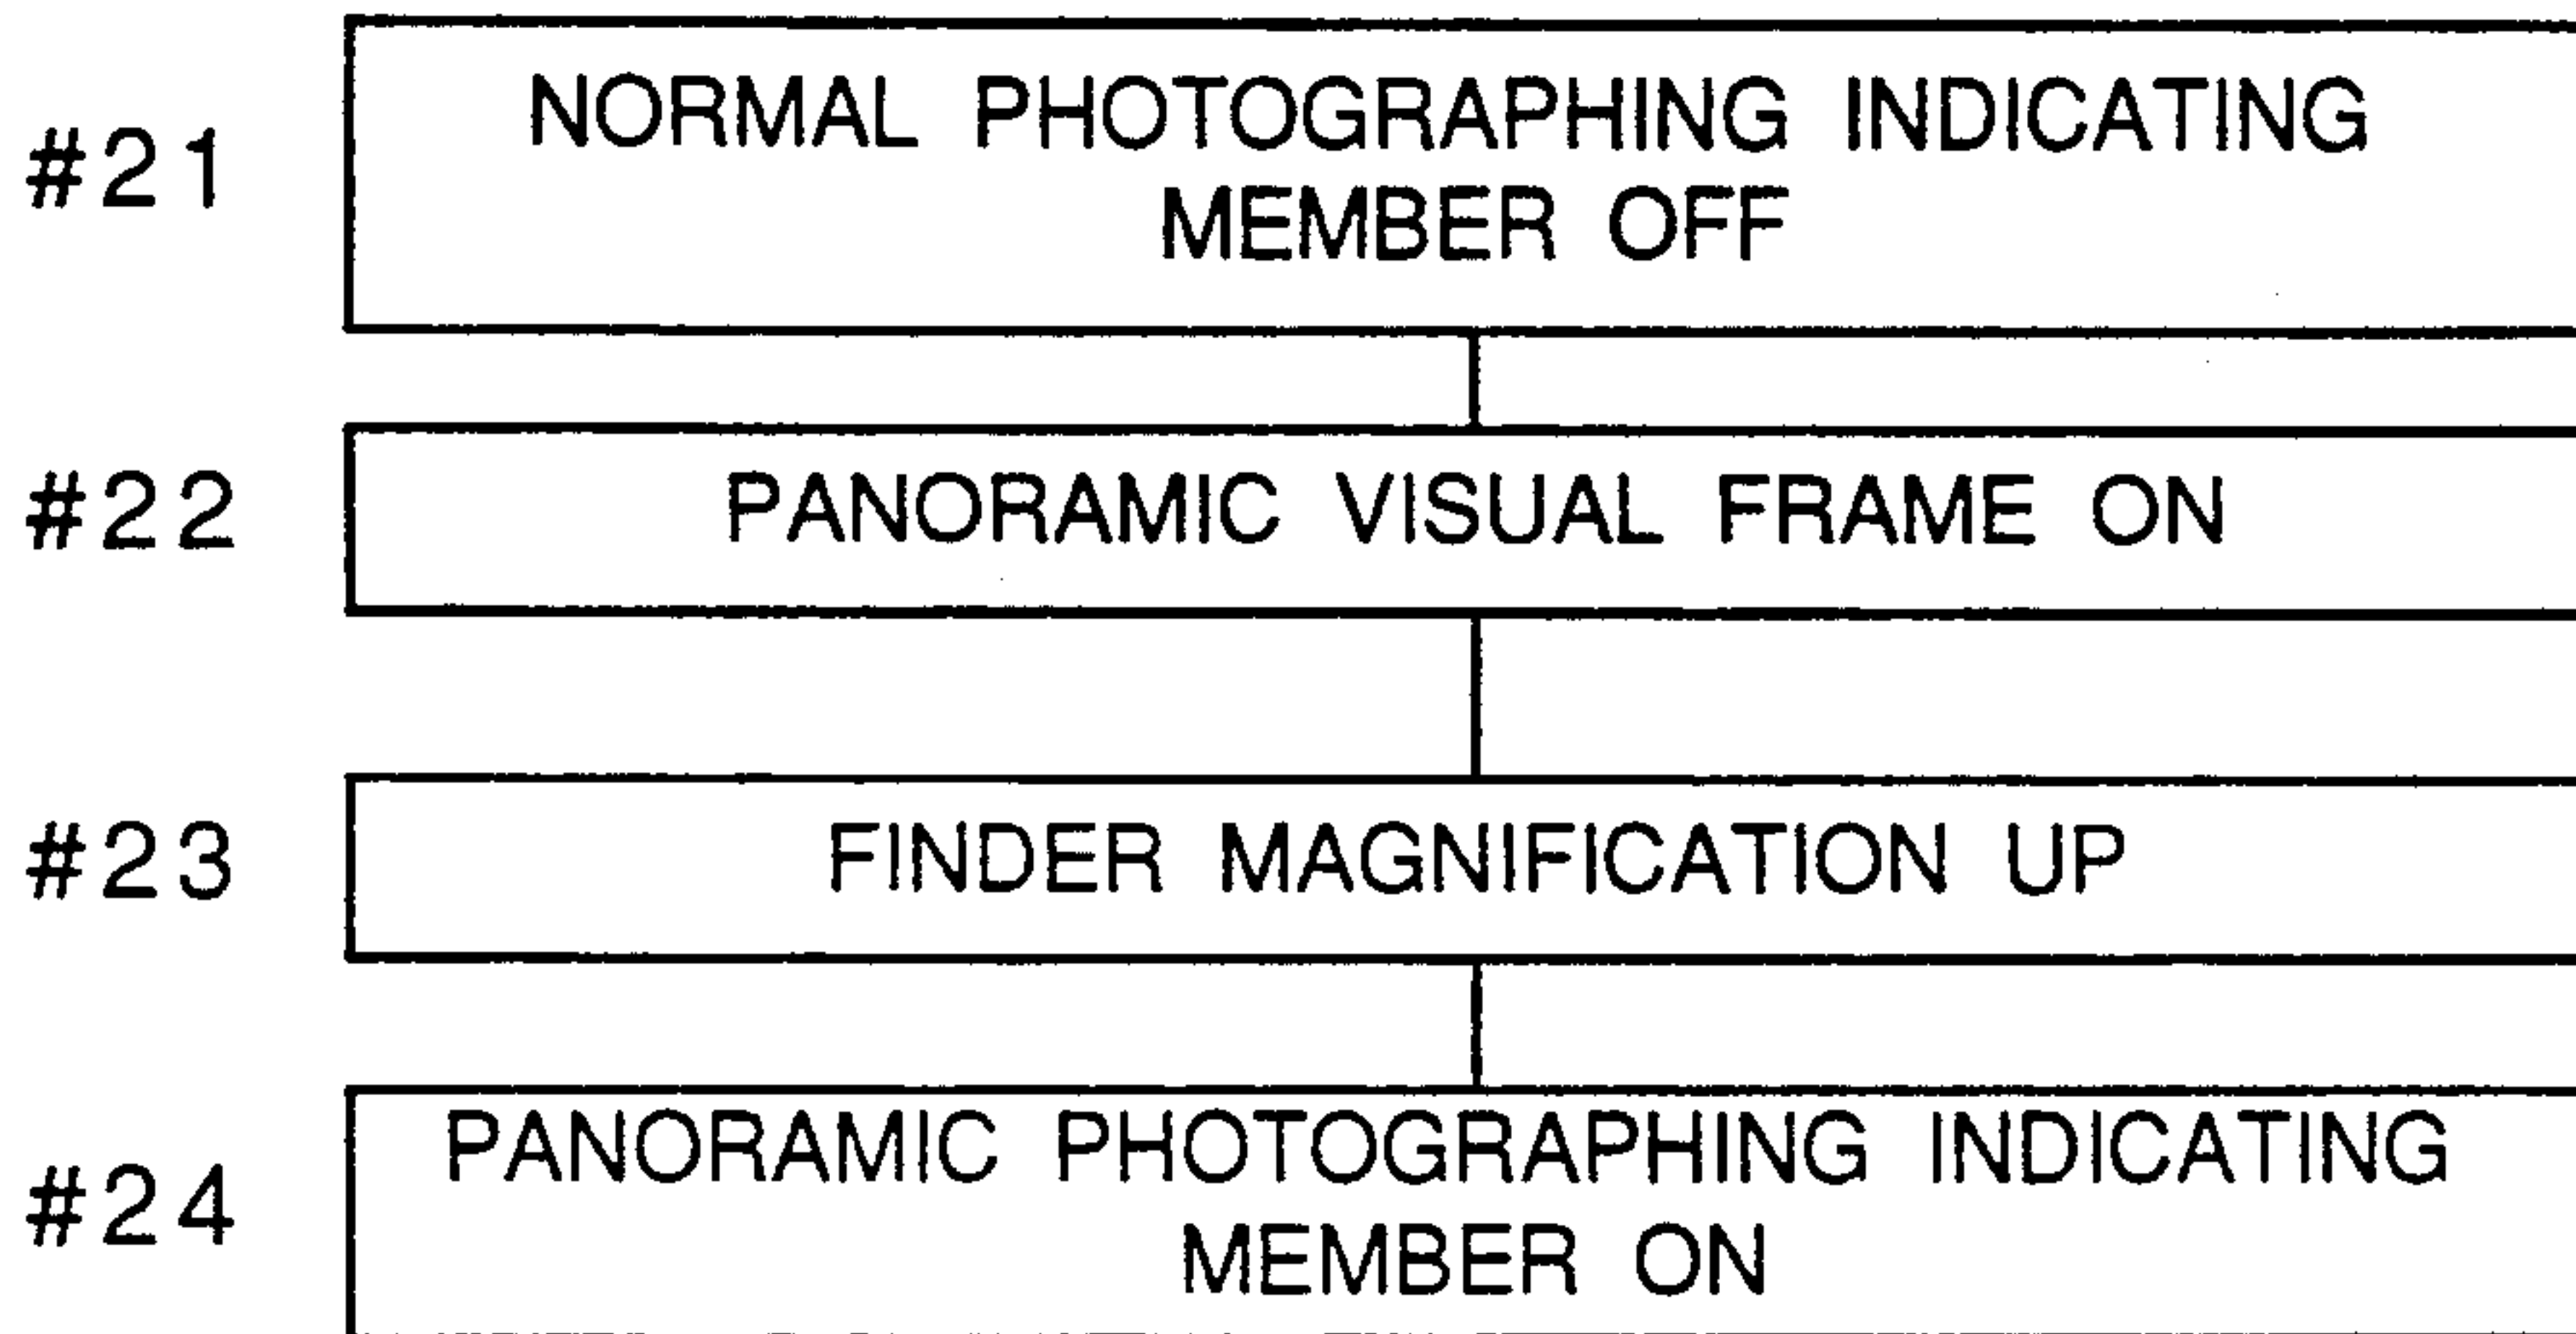 #21
NORMAL PHOTOGRAPHING INDICATING
MEMBER OFF
#22
PANORAMIC VISUAL FRAME ON
#23
FINDER MAGNIFICATION UP
#24
PANORAMIC PHOTOGRAPHING INDICATING
MEMBER ON